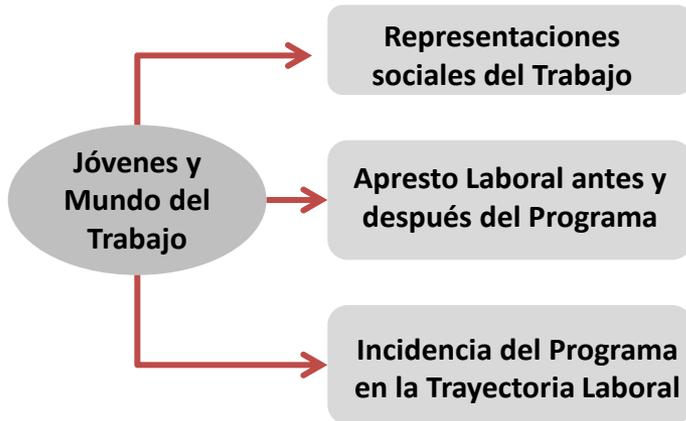 Representaciones
sociales del Trabajo
Jóvenes y
Mundo del
Trabajo
Apresto Laboral antes y
después del Programa
Incidencia del Programa
en la Trayectoria Laboral